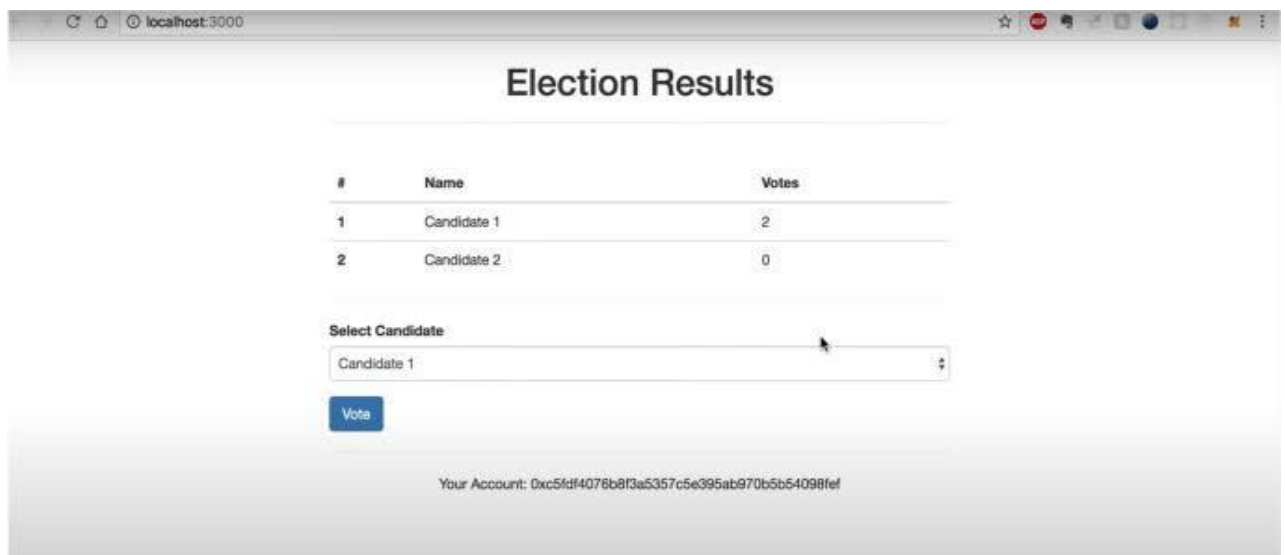 localhost:3000
Election Results
# Name Votes
1 Candidate 1 2
2 Candidate 2 0
Select Candidate
Candidate 1
Vote
Your Account: 0xc5fdf4076b8f3a5357c5e395ab970b5b54098fef